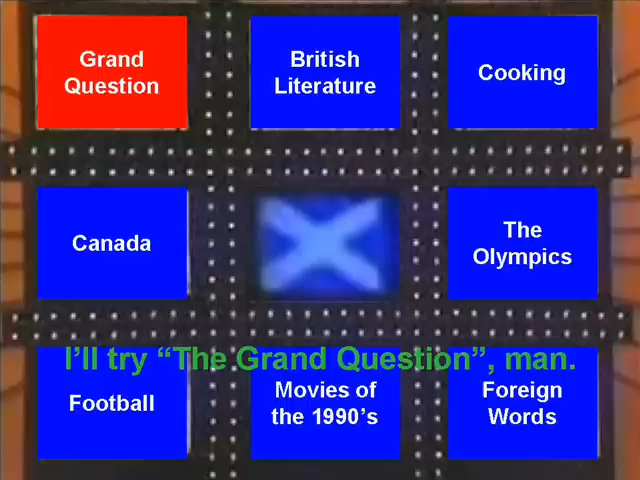 Grand
Question
British
Literature
Cooking
Canada
The
Olympics
I'll try “The Grand Question”, man.
Football
Movies of
the 1990's
Foreign
Words